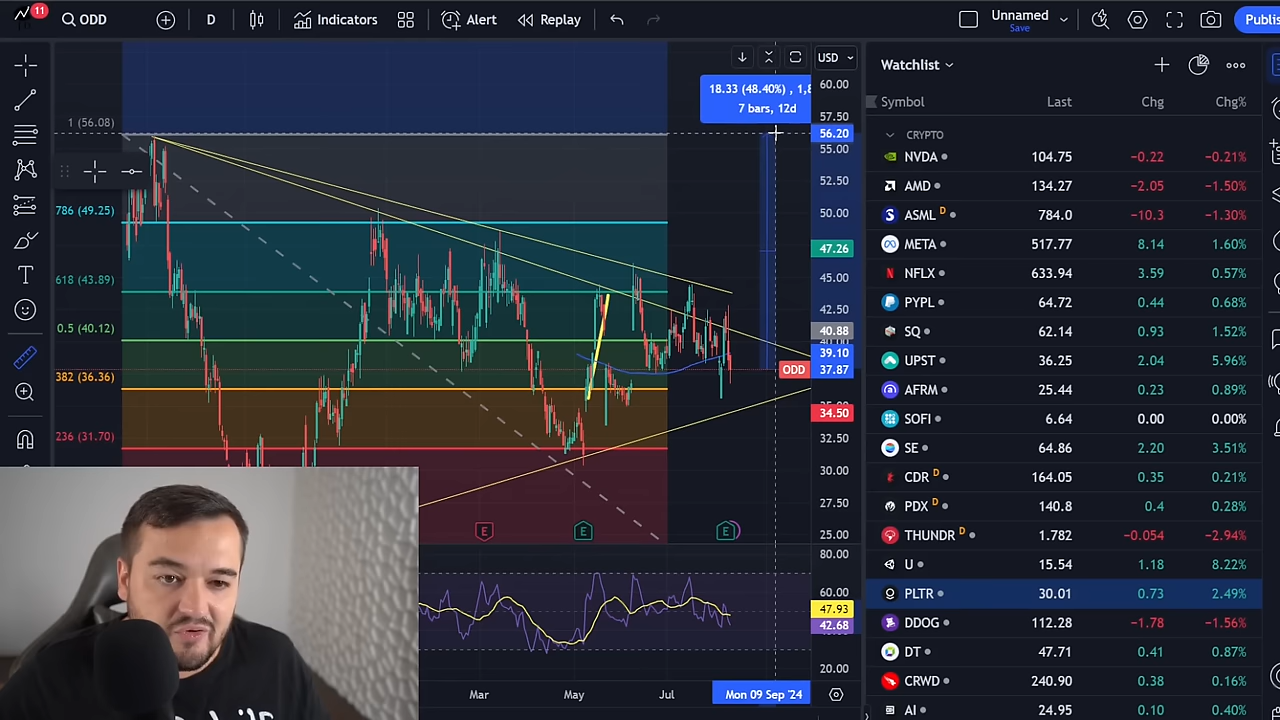 11
ODD
D
Indicators
Alert
Replay
Unnamed
Save
Publis
USD
60.00
57.50
56.20
55.00
52.50
50.00
47.26
45.00
42.50
40.88
39.10
ODD 37.87
34.50
32.50
30.00
27.50
25.00
80.00
60.00
47.93
42.68
20.00
18.33 (48.40%) , 1,8
7 bars, 12d
1 (56.08)
786 (49.25)
618 (43.89)
0.5 (40.12)
382 (36.36)
236 (31.70)
E
E
E
Mar
May
Jul
Mon 09 Sep '24
Watchlist
Symbol Last Chg Chg%
CRYPTO
NVDA 104.75 −0.22 −0.21%
AMD 134.27 −2.05 −1.50%
ASML D 784.0 −10.3 −1.30%
META 517.77 8.14 1.60%
NFLX 633.94 3.59 0.57%
PYPL 64.72 0.44 0.68%
SQ 62.14 0.93 1.52%
UPST 36.25 2.04 5.96%
AFRM 25.44 0.23 0.89%
SOFI 6.64 0.00 0.00%
SE 64.86 2.20 3.51%
CDR D 164.05 0.35 0.21%
PDX D 140.8 0.4 0.28%
THUNDR D 1.782 −0.054 −2.94%
U 15.54 1.18 8.22%
PLTR 30.01 0.73 2.49%
DDOG 112.28 −1.78 −1.56%
DT 47.71 0.41 0.87%
CRWD 240.90 0.38 0.16%
AI 24.95 0.10 0.40%